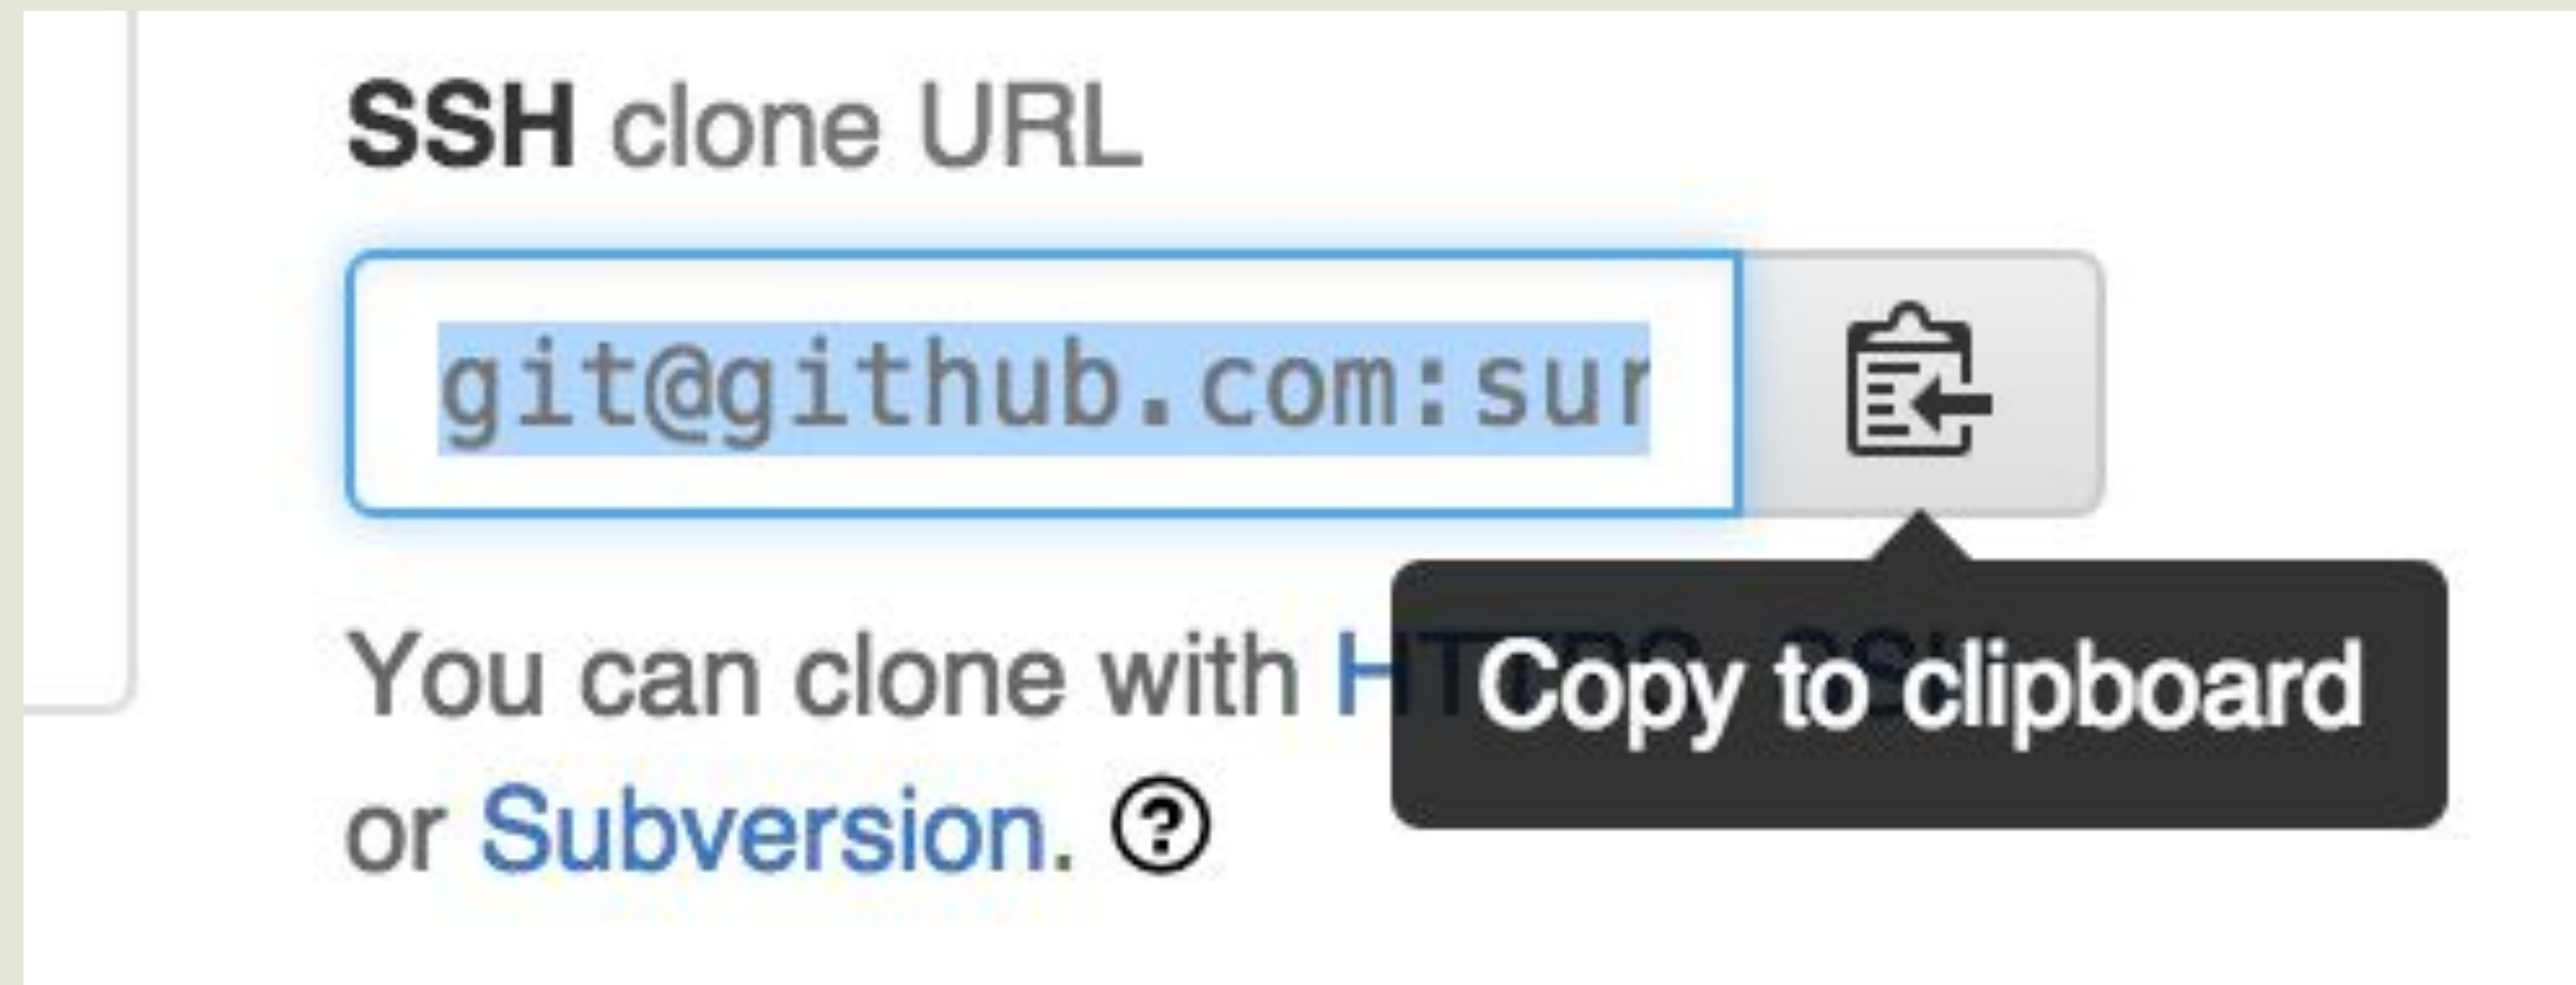 SSH clone URL
git@github.com:sur
Copy to clipboard
You can clone with
or Subversion.